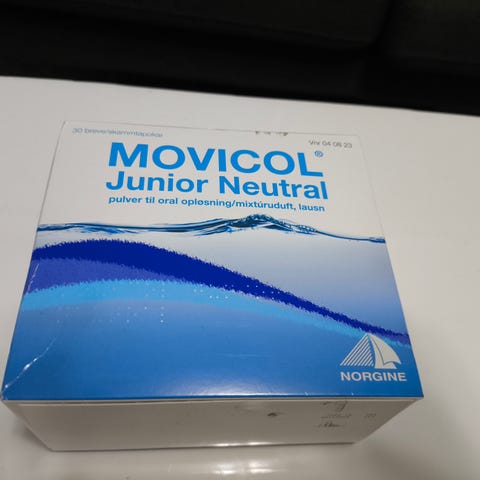 30 breve/skammtapokar
Vnr 04 08 23
MOVICOL®
Junior Neutral
pulver til oral opløsning/mixtúruduft, lausn
NORGINE